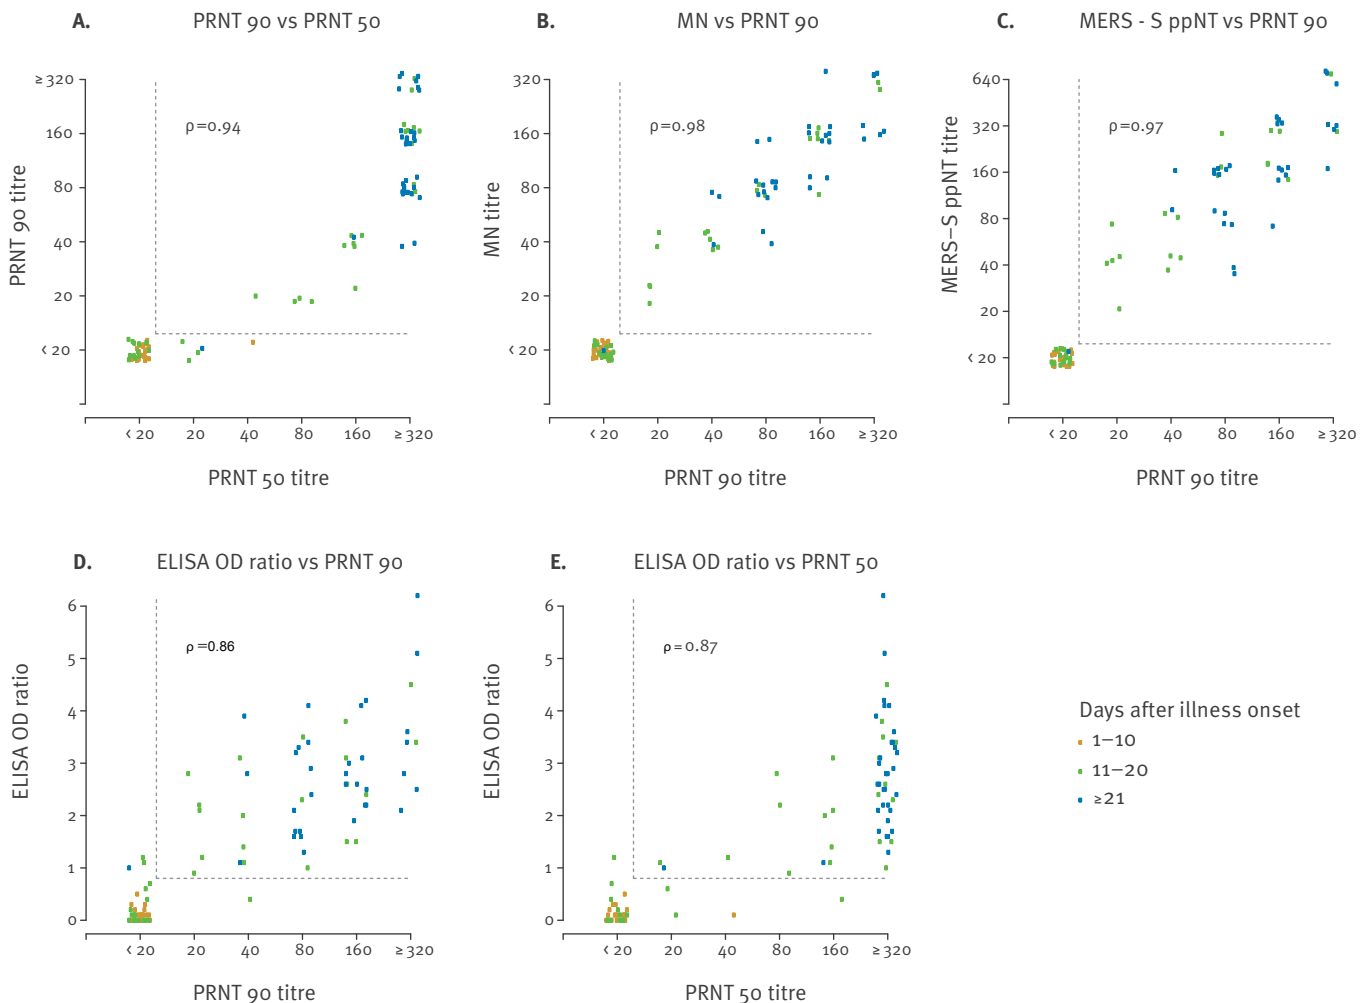 A. PRNT 90 vs PRNT 50
ρ=0.94
PRNT 90 titre
≥ 320
160
80
40
20
< 20
< 20 20 40 80 160 ≥ 320
PRNT 50 titre
B. MN vs PRNT 90
ρ=0.98
MN titre
320
160
80
40
20
< 20
< 20 20 40 80 160 ≥ 320
PRNT 90 titre
C. MERS - S ppNT vs PRNT 90
ρ=0.97
MERS–S ppNT titre
640
320
160
80
40
20
< 20
< 20 20 40 80 160 ≥ 320
PRNT 90 titre
D. ELISA OD ratio vs PRNT 90
ρ =0.86
ELISA OD ratio
6
5
4
3
2
1
0
< 20 20 40 80 160 ≥ 320
PRNT 90 titre
E. ELISA OD ratio vs PRNT 50
ρ = 0.87
ELISA OD ratio
6
5
4
3
2
1
0
< 20 20 40 80 160 ≥ 320
PRNT 50 titre
Days after illness onset
1–10
11–20
≥21